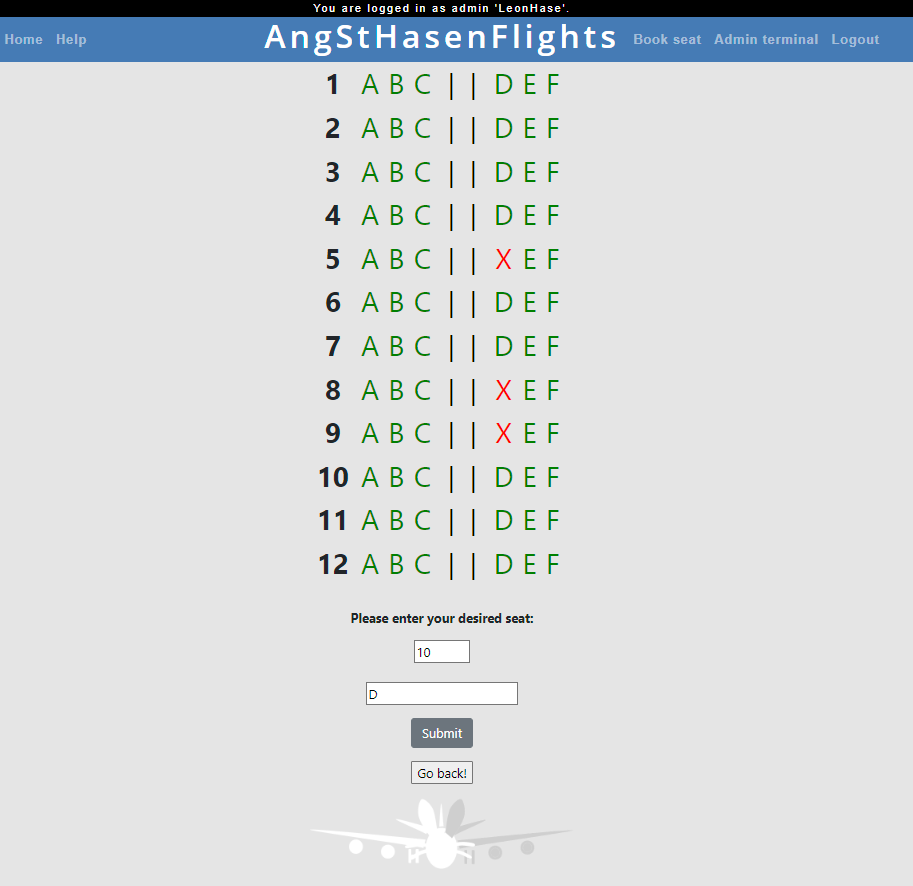 You are logged in as admin 'LeonHase'.
Home Help AngStHasenFlights Book seat Admin terminal Logout
1 A B C | | D E F
2 A B C | | D E F
3 A B C | | D E F
4 A B C | | D E F
5 A B C | | X E F
6 A B C | | D E F
7 A B C | | D E F
8 A B C | | X E F
9 A B C | | X E F
10 A B C | | D E F
11 A B C | | D E F
12 A B C | | D E F
Please enter your desired seat:
10
D
Submit
Go back!
H H